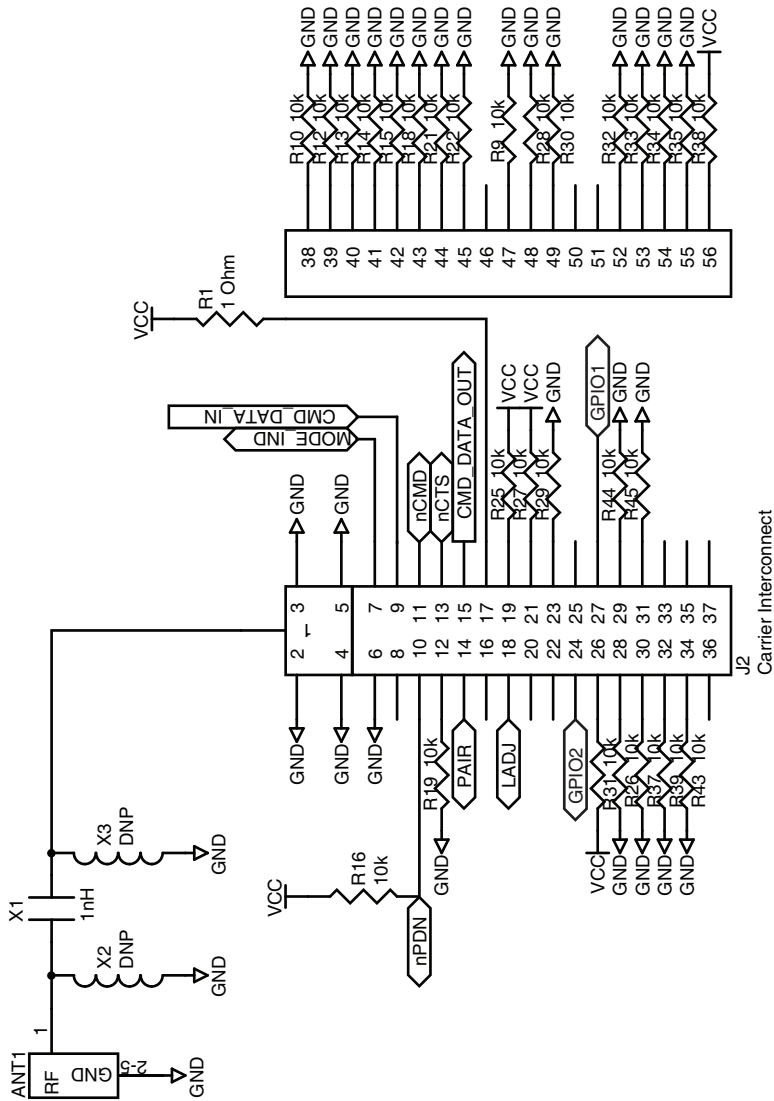 ANT1
RF
GND
1
2-5
GND
X2
DNP
GND
X1
1nH
X3
DNP
GND
VCC
R16
10k
nPDN
GND
GND
GND
R19 10k
GND
PAIR
LADJ
GPIO2
R31 10k
VCC
R26 10k
GND
R37 10k
GND
R39 10k
GND
R43 10k
GND
1
2 3
4 5
6 7
8 9
10 11
12 13
14 15
16 17
18 19
20 21
22 23
24 25
26 27
28 29
30 31
32 33
34 35
36 37
J2
Carrier Interconnect
GND
GND
CMD_DATA_IN
MODE_IND
nCMD
nCTS
CMD_DATA_OUT
VCC
R1
1 Ohm
R25 10k VCC
R27 10k VCC
R29 10k GND
GPIO1
R44 10k GND
R45 10k GND
38 R10 10k GND
39 R12 10k GND
40 R13 10k GND
41 R14 10k GND
42 R15 10k GND
43 R18 10k GND
44 R21 10k GND
45 R22 10k GND
46
47 R9 10k GND
48 R28 10k GND
49 R30 10k GND
50
51
52 R32 10k GND
53 R33 10k GND
54 R34 10k GND
55 R35 10k GND
56 R38 10k VCC